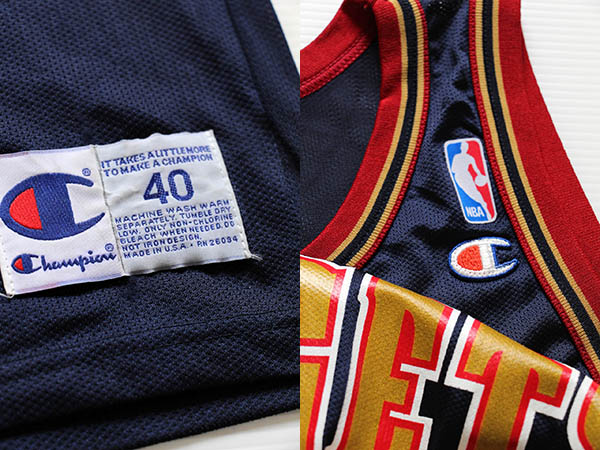 Champion
®
IT TAKES A LITTLE MORE
TO MAKE A CHAMPION
®
40
MACHINE WASH WARM
SEPARATELY. TUMBLE DRY
LOW. ONLY NON-CHLORINE
BLEACH WHEN NEEDED. DO
NOT IRON DESIGN.
MADE IN U.S.A. RN 26094
NBA
GETS